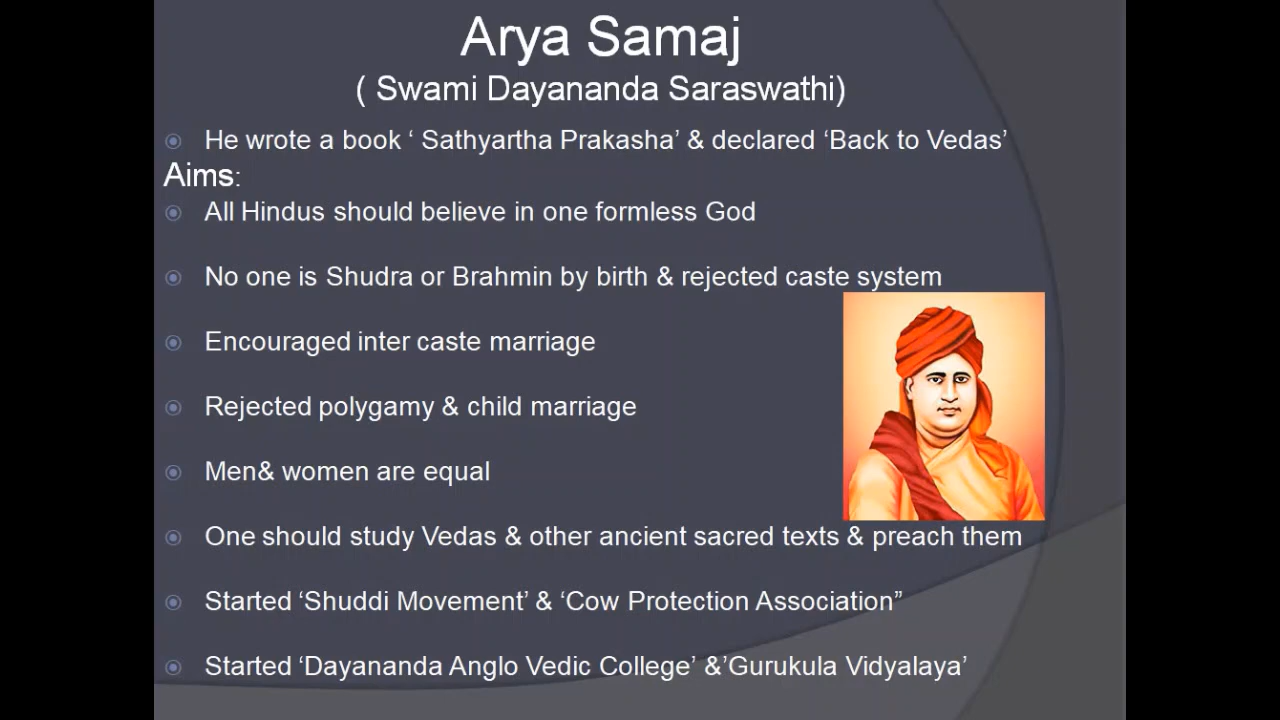 Arya Samaj
( Swami Dayananda Saraswathi)
He wrote a book ‘ Sathyartha Prakasha’ & declared ‘Back to Vedas’
Aims:
All Hindus should believe in one formless God
No one is Shudra or Brahmin by birth & rejected caste system
Encouraged inter caste marriage
Rejected polygamy & child marriage
Men& women are equal
One should study Vedas & other ancient sacred texts & preach them
Started ‘Shuddi Movement’ & ‘Cow Protection Association”
Started ‘Dayananda Anglo Vedic College’ &’Gurukula Vidyalaya’